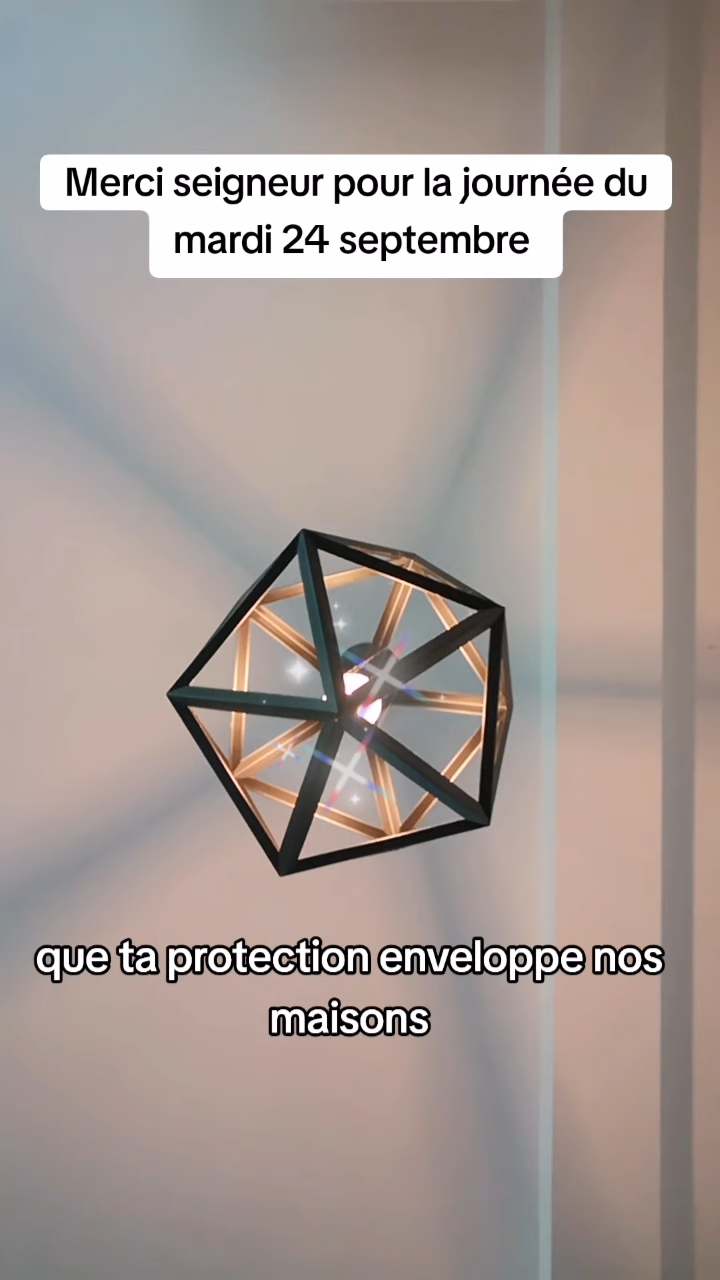 Merci seigneur pour la journée du
mardi 24 septembre
que ta protection enveloppe nos
maisons